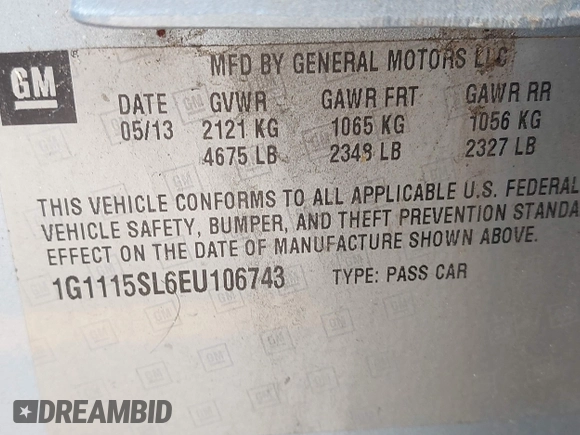 GM
MFD BY GENERAL MOTORS LLC
DATE GVWR GAWR FRT GAWR RR
05/13 2121 KG 1065 KG 1056 KG
4675 LB 2348 LB 2327 LB
THIS VEHICLE CONFORMS TO ALL APPLICABLE U.S. FEDERAL
VEHICLE SAFETY, BUMPER, AND THEFT PREVENTION STANDA
EFFECT ON THE DATE OF MANUFACTURE SHOWN ABOVE.
1G1115SL6EU106743 TYPE: PASS CAR
DREAMBID